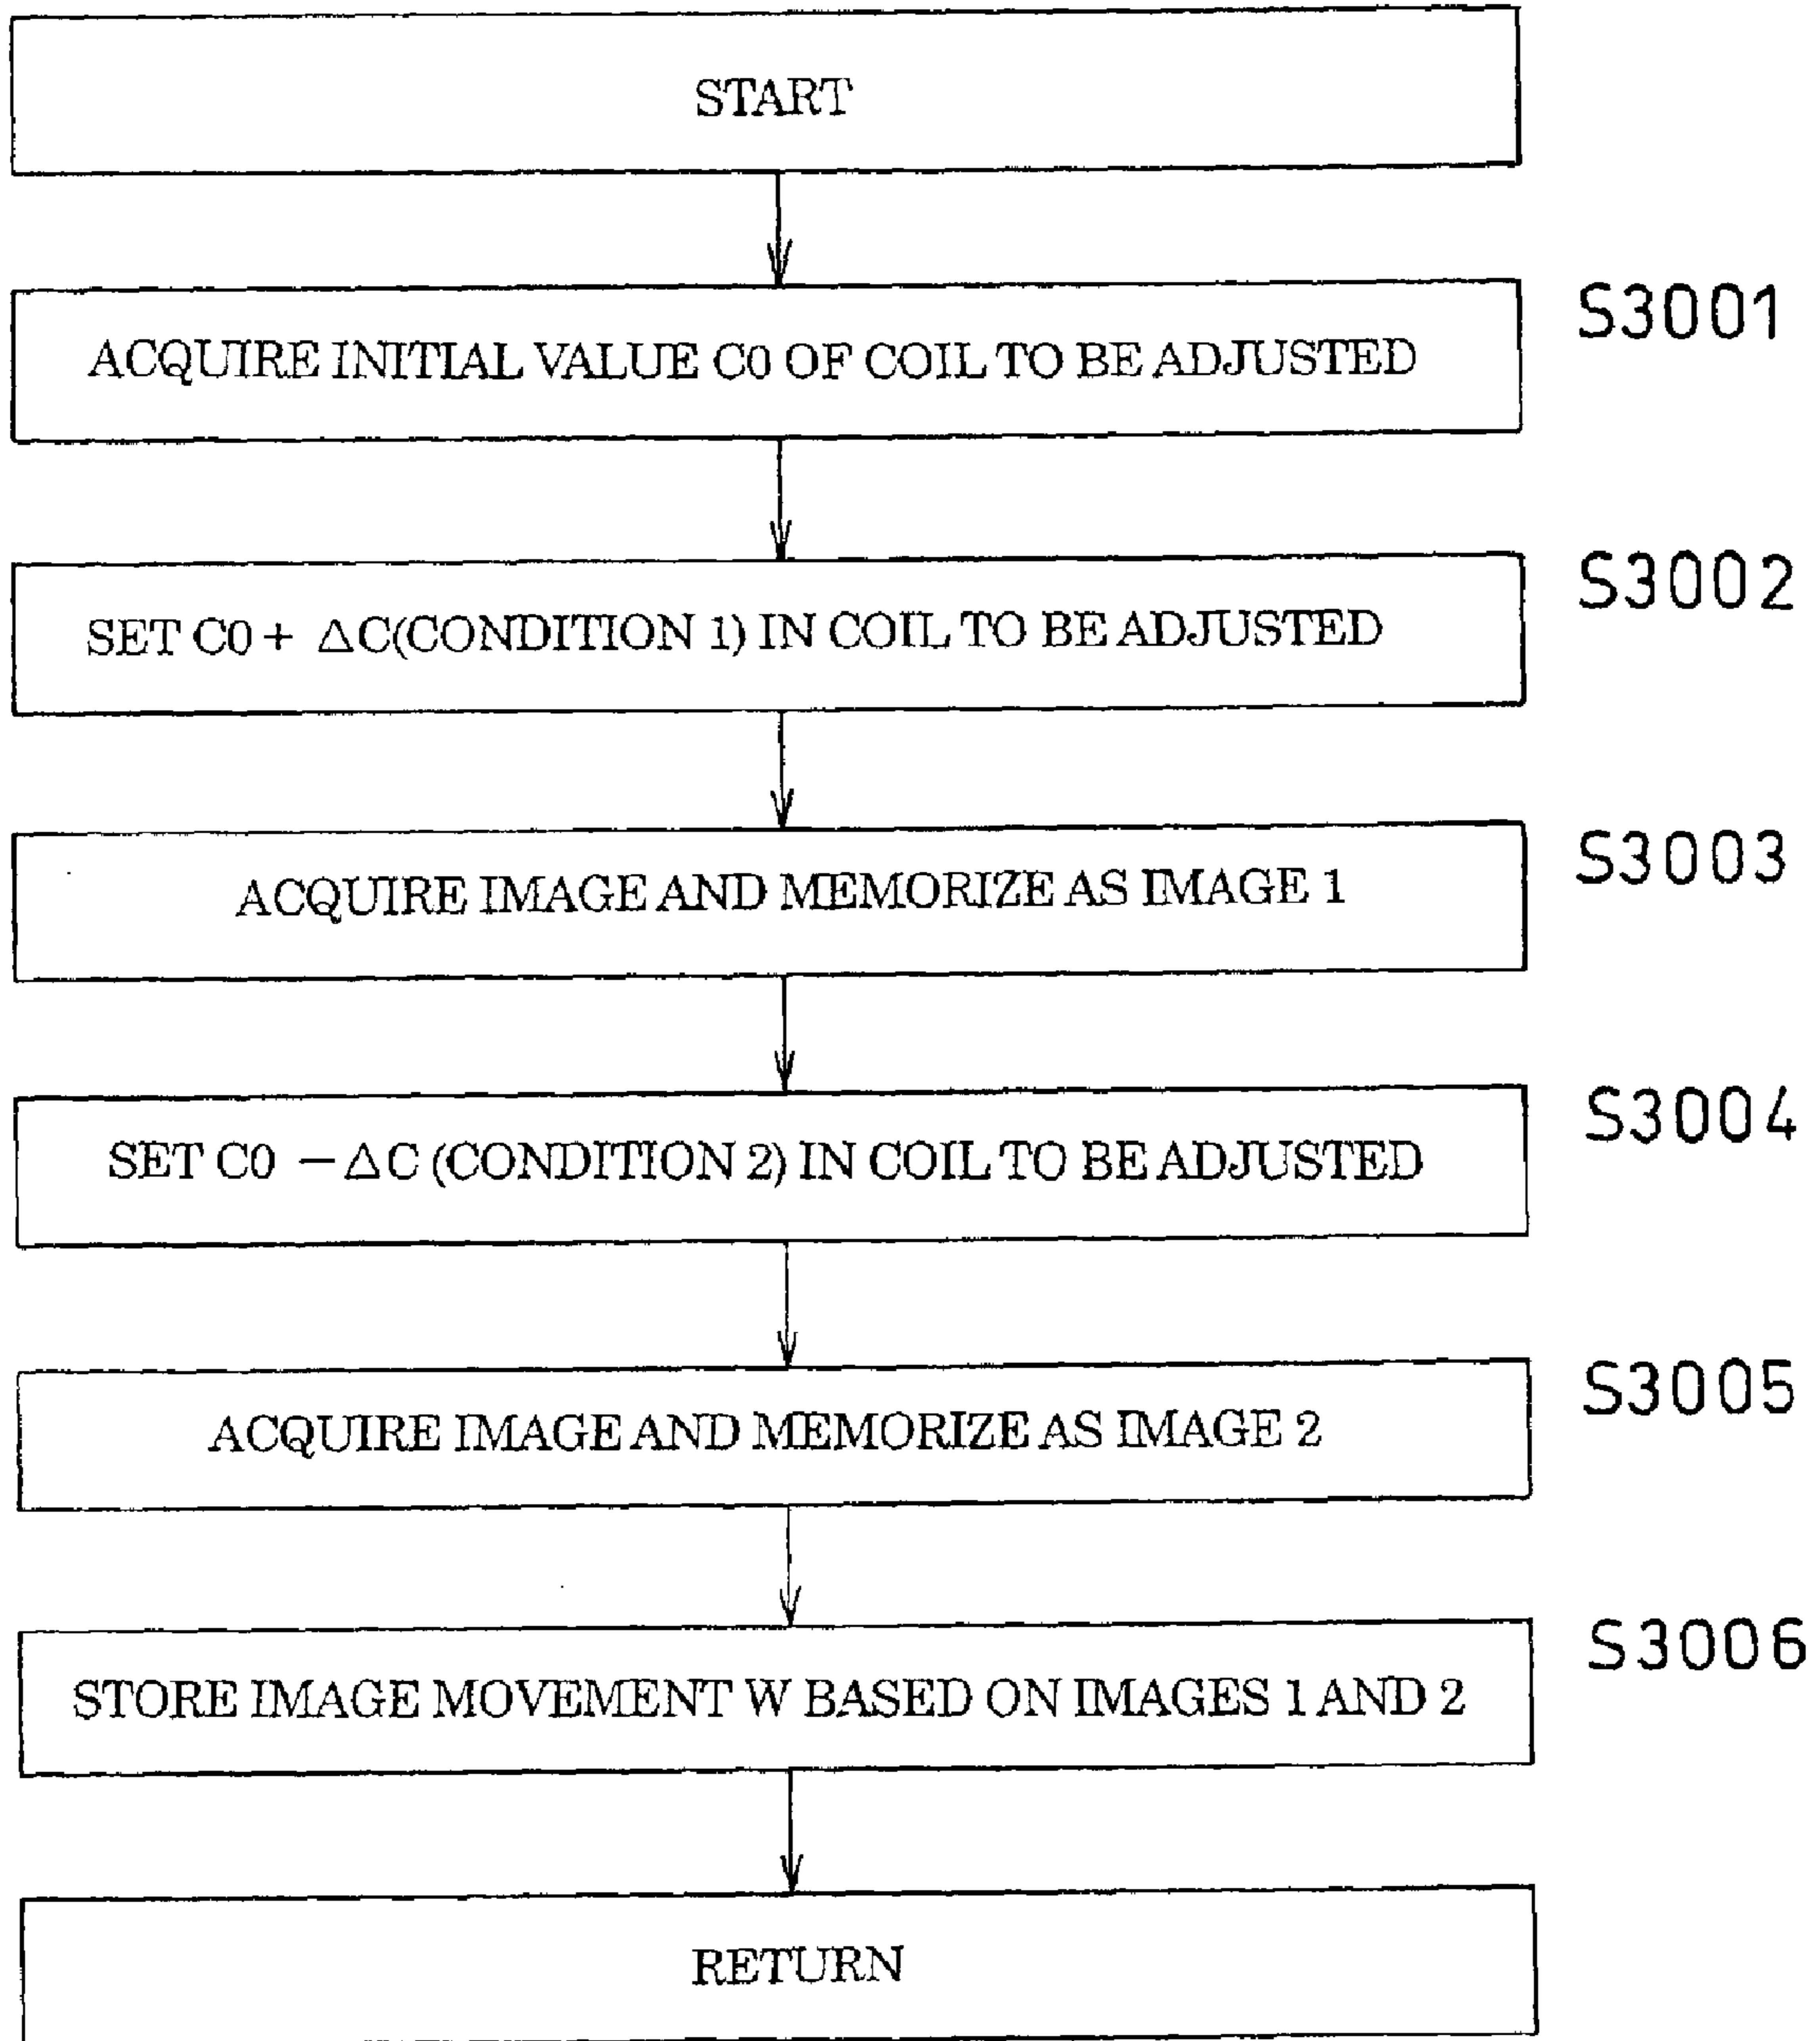 START
S3001
ACQUIRE INITIAL VALUE C0 OF COIL TO BE ADJUSTED
S3002
SET C0 + ΔC(CONDITION 1) IN COIL TO BE ADJUSTED
S3003
ACQUIRE IMAGE AND MEMORIZE AS IMAGE 1
S3004
SET C0 －ΔC (CONDITION 2) IN COIL TO BE ADJUSTED
S3005
ACQUIRE IMAGE AND MEMORIZE AS IMAGE 2
S3006
STORE IMAGE MOVEMENT W BASED ON IMAGES 1 AND 2
RETURN